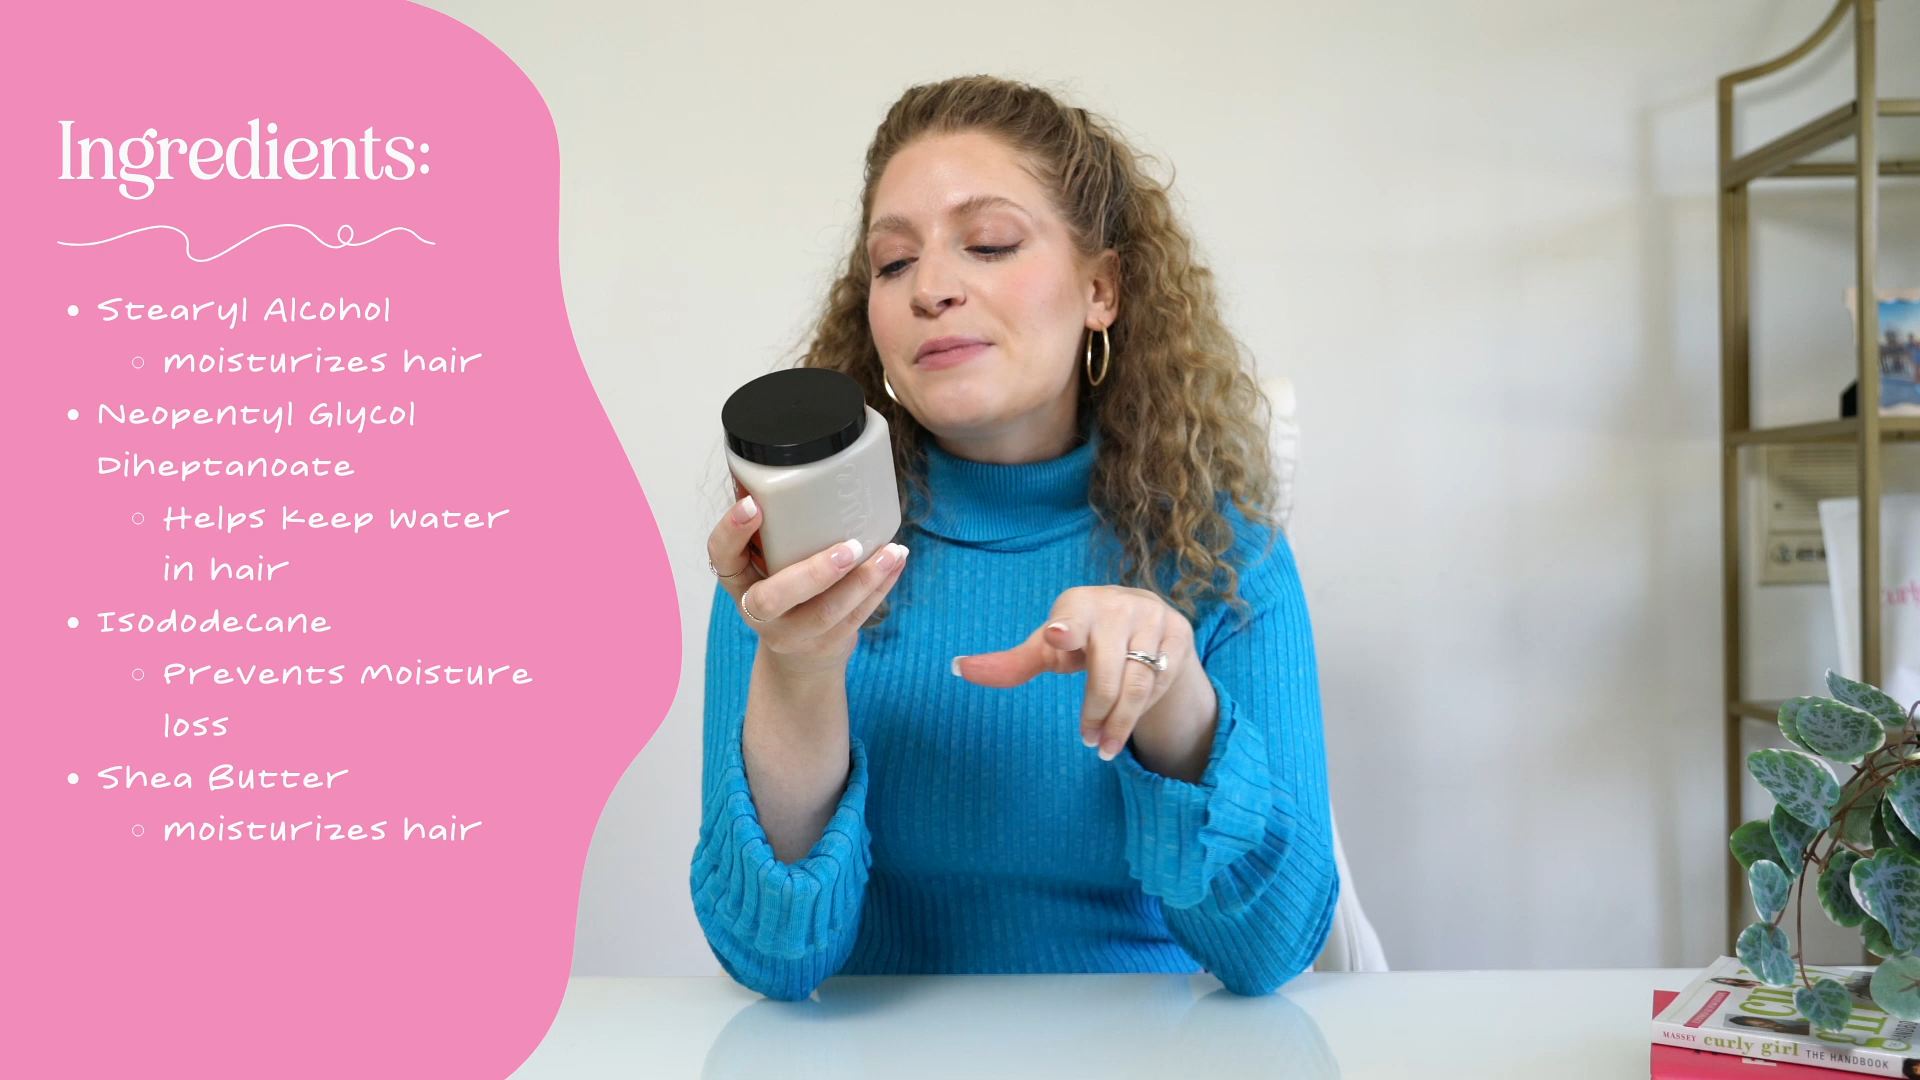 Ingredients:
Stearyl Alcohol
moisturizes hair
Neopentyl Glycol
Diheptanoate
Helps keep water
in hair
Isododecane
Prevents moisture
loss
Shea Butter
moisturizes hair
MASSEY curly girl THE HANDBOOK